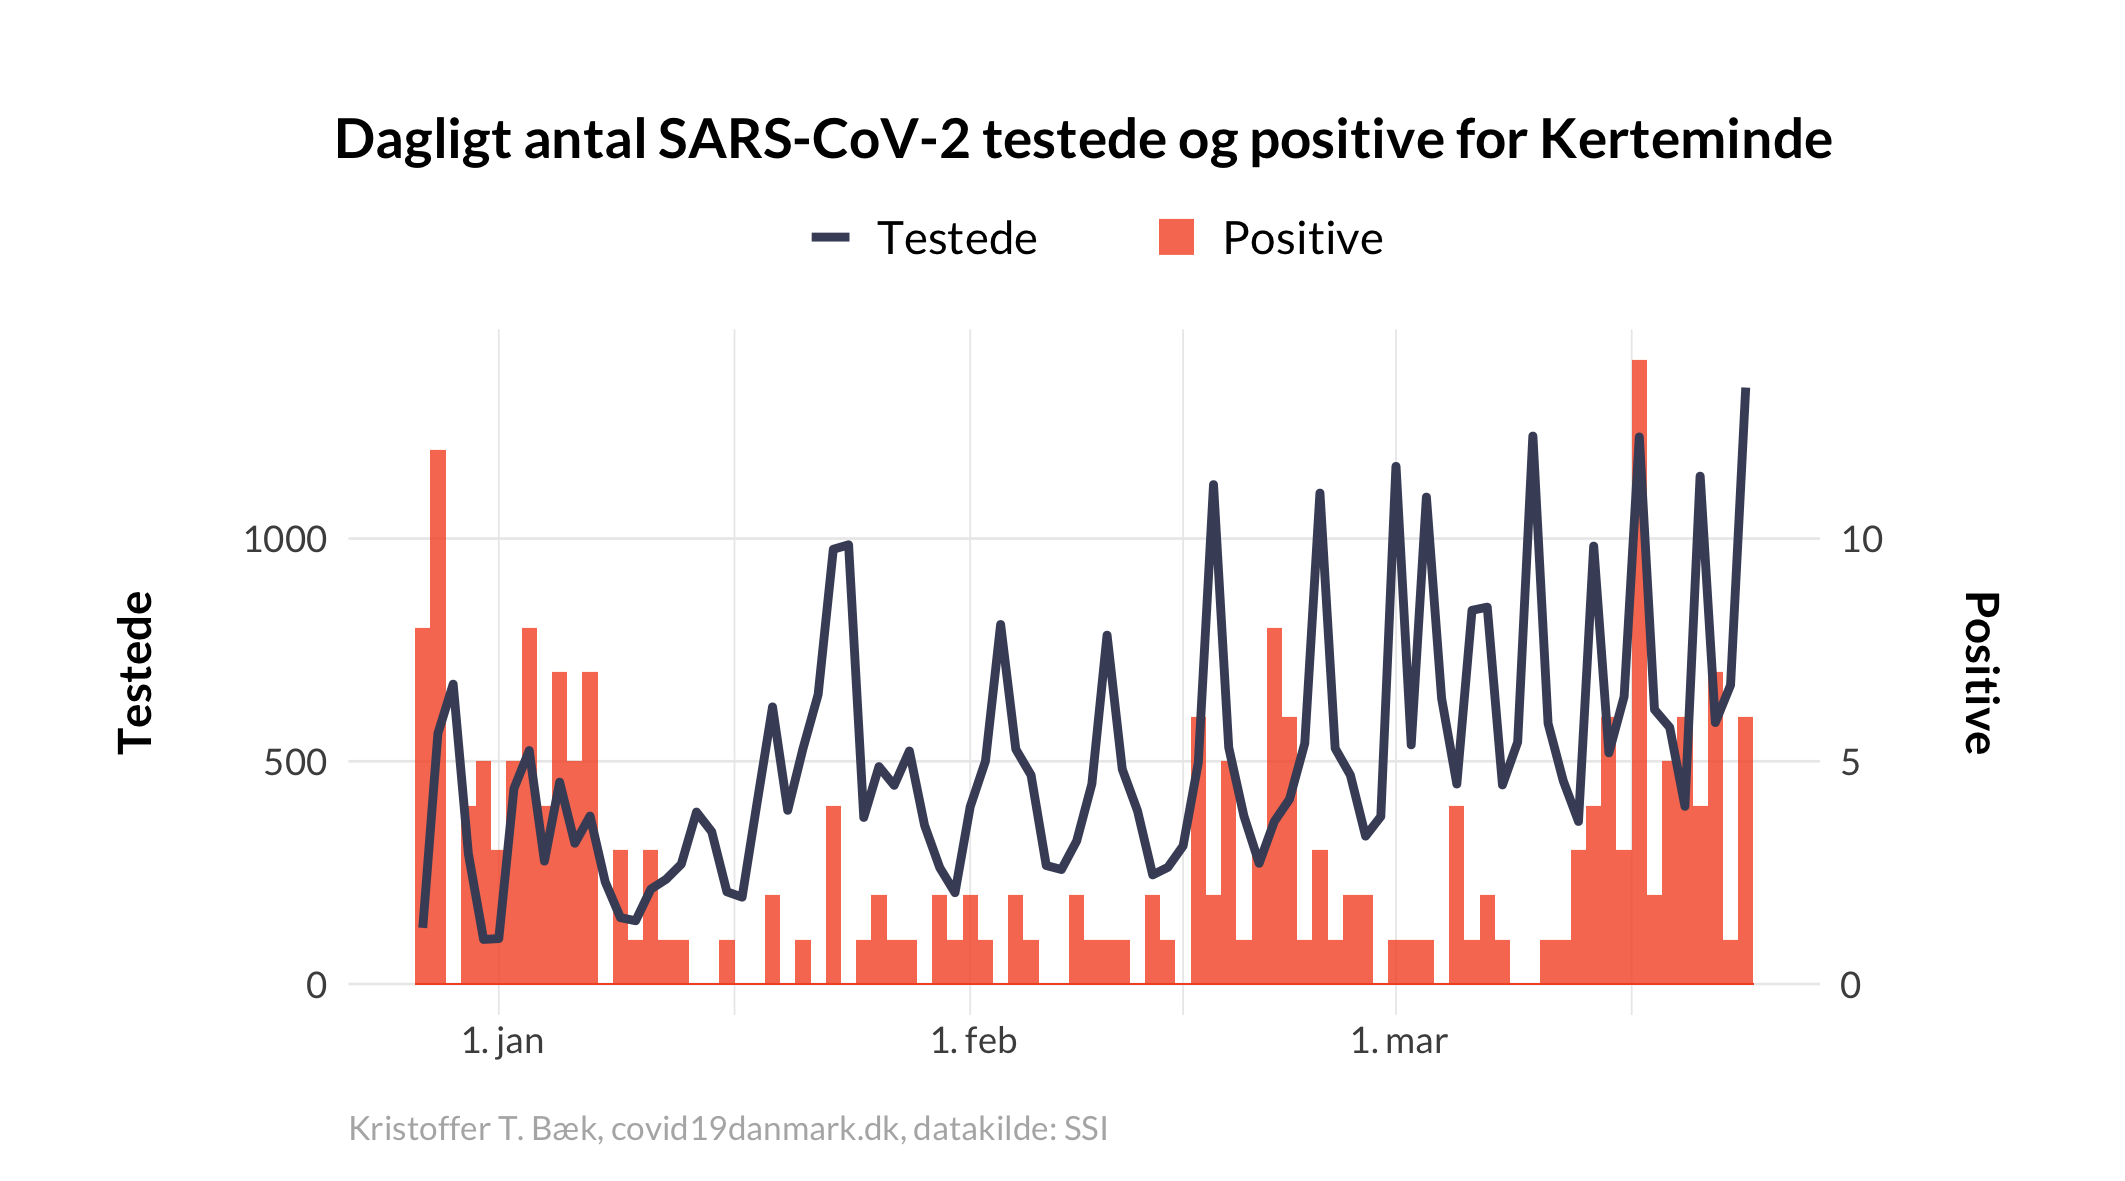 Dagligt antal SARS-CoV-2 testede og positive for Kerteminde
Testede
Positive
Testede
1000
500
0
10
5
0
Positive
1. jan
1. feb
1. mar
Kristoffer T. Bæk, covid19danmark.dk, datakilde: SSI